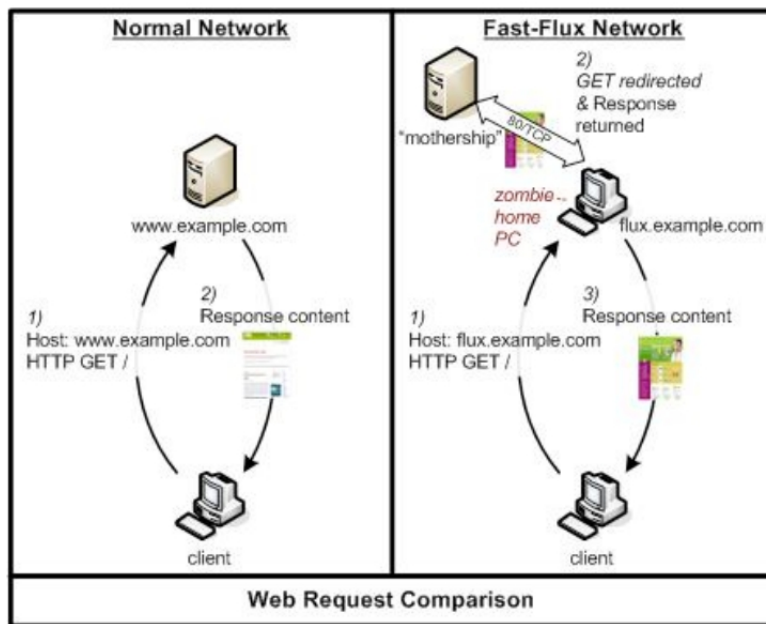 Normal Network
www.example.com
1)
Host: www.example.com
HTTP GET /
2)
Response content
client
Fast-Flux Network
2)
GET redirected
& Response
returned
80/TCP
"mothership"
zombie --
home
PC
flux.example.com
1)
Host: flux.example.com
HTTP GET /
3)
Response content
client
Web Request Comparison